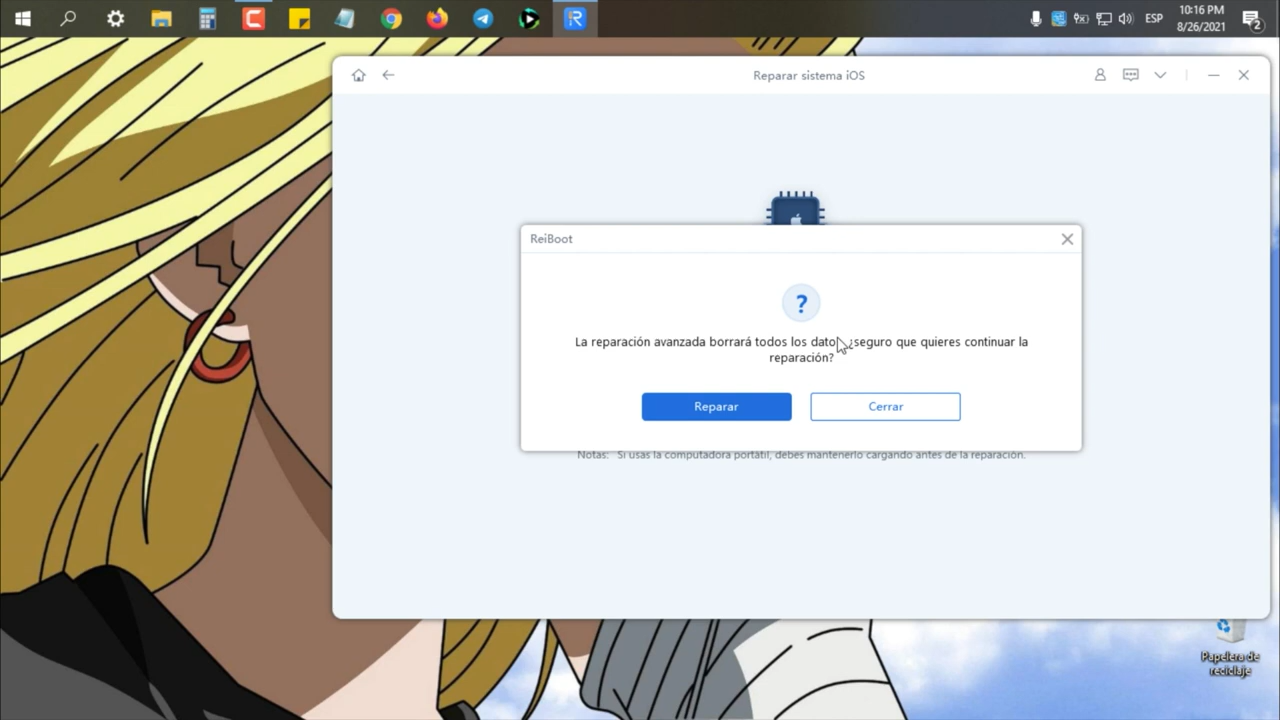 ESP
10:16 PM
8/26/2021
2
Reparar sistema iOS
ReiBoot
?
La reparación avanzada borrará todos los datos ¿seguro que quieres continuar la
reparación?
Reparar
Cerrar
Notas: Si usas la computadora portátil, debes mantenerlo cargando antes de la reparación.
Papelera de
reciclaje